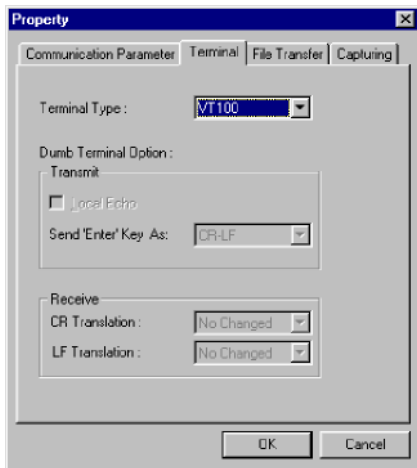 Property
Communication Parameter Terminal File Transfer Capturing
Terminal Type : VT100
Dumb Terminal Option :
Transmit
Local Echo
Send 'Enter' Key As: CR-LF
Receive
CR Translation : No Changed
LF Translation : No Changed
OK Cancel